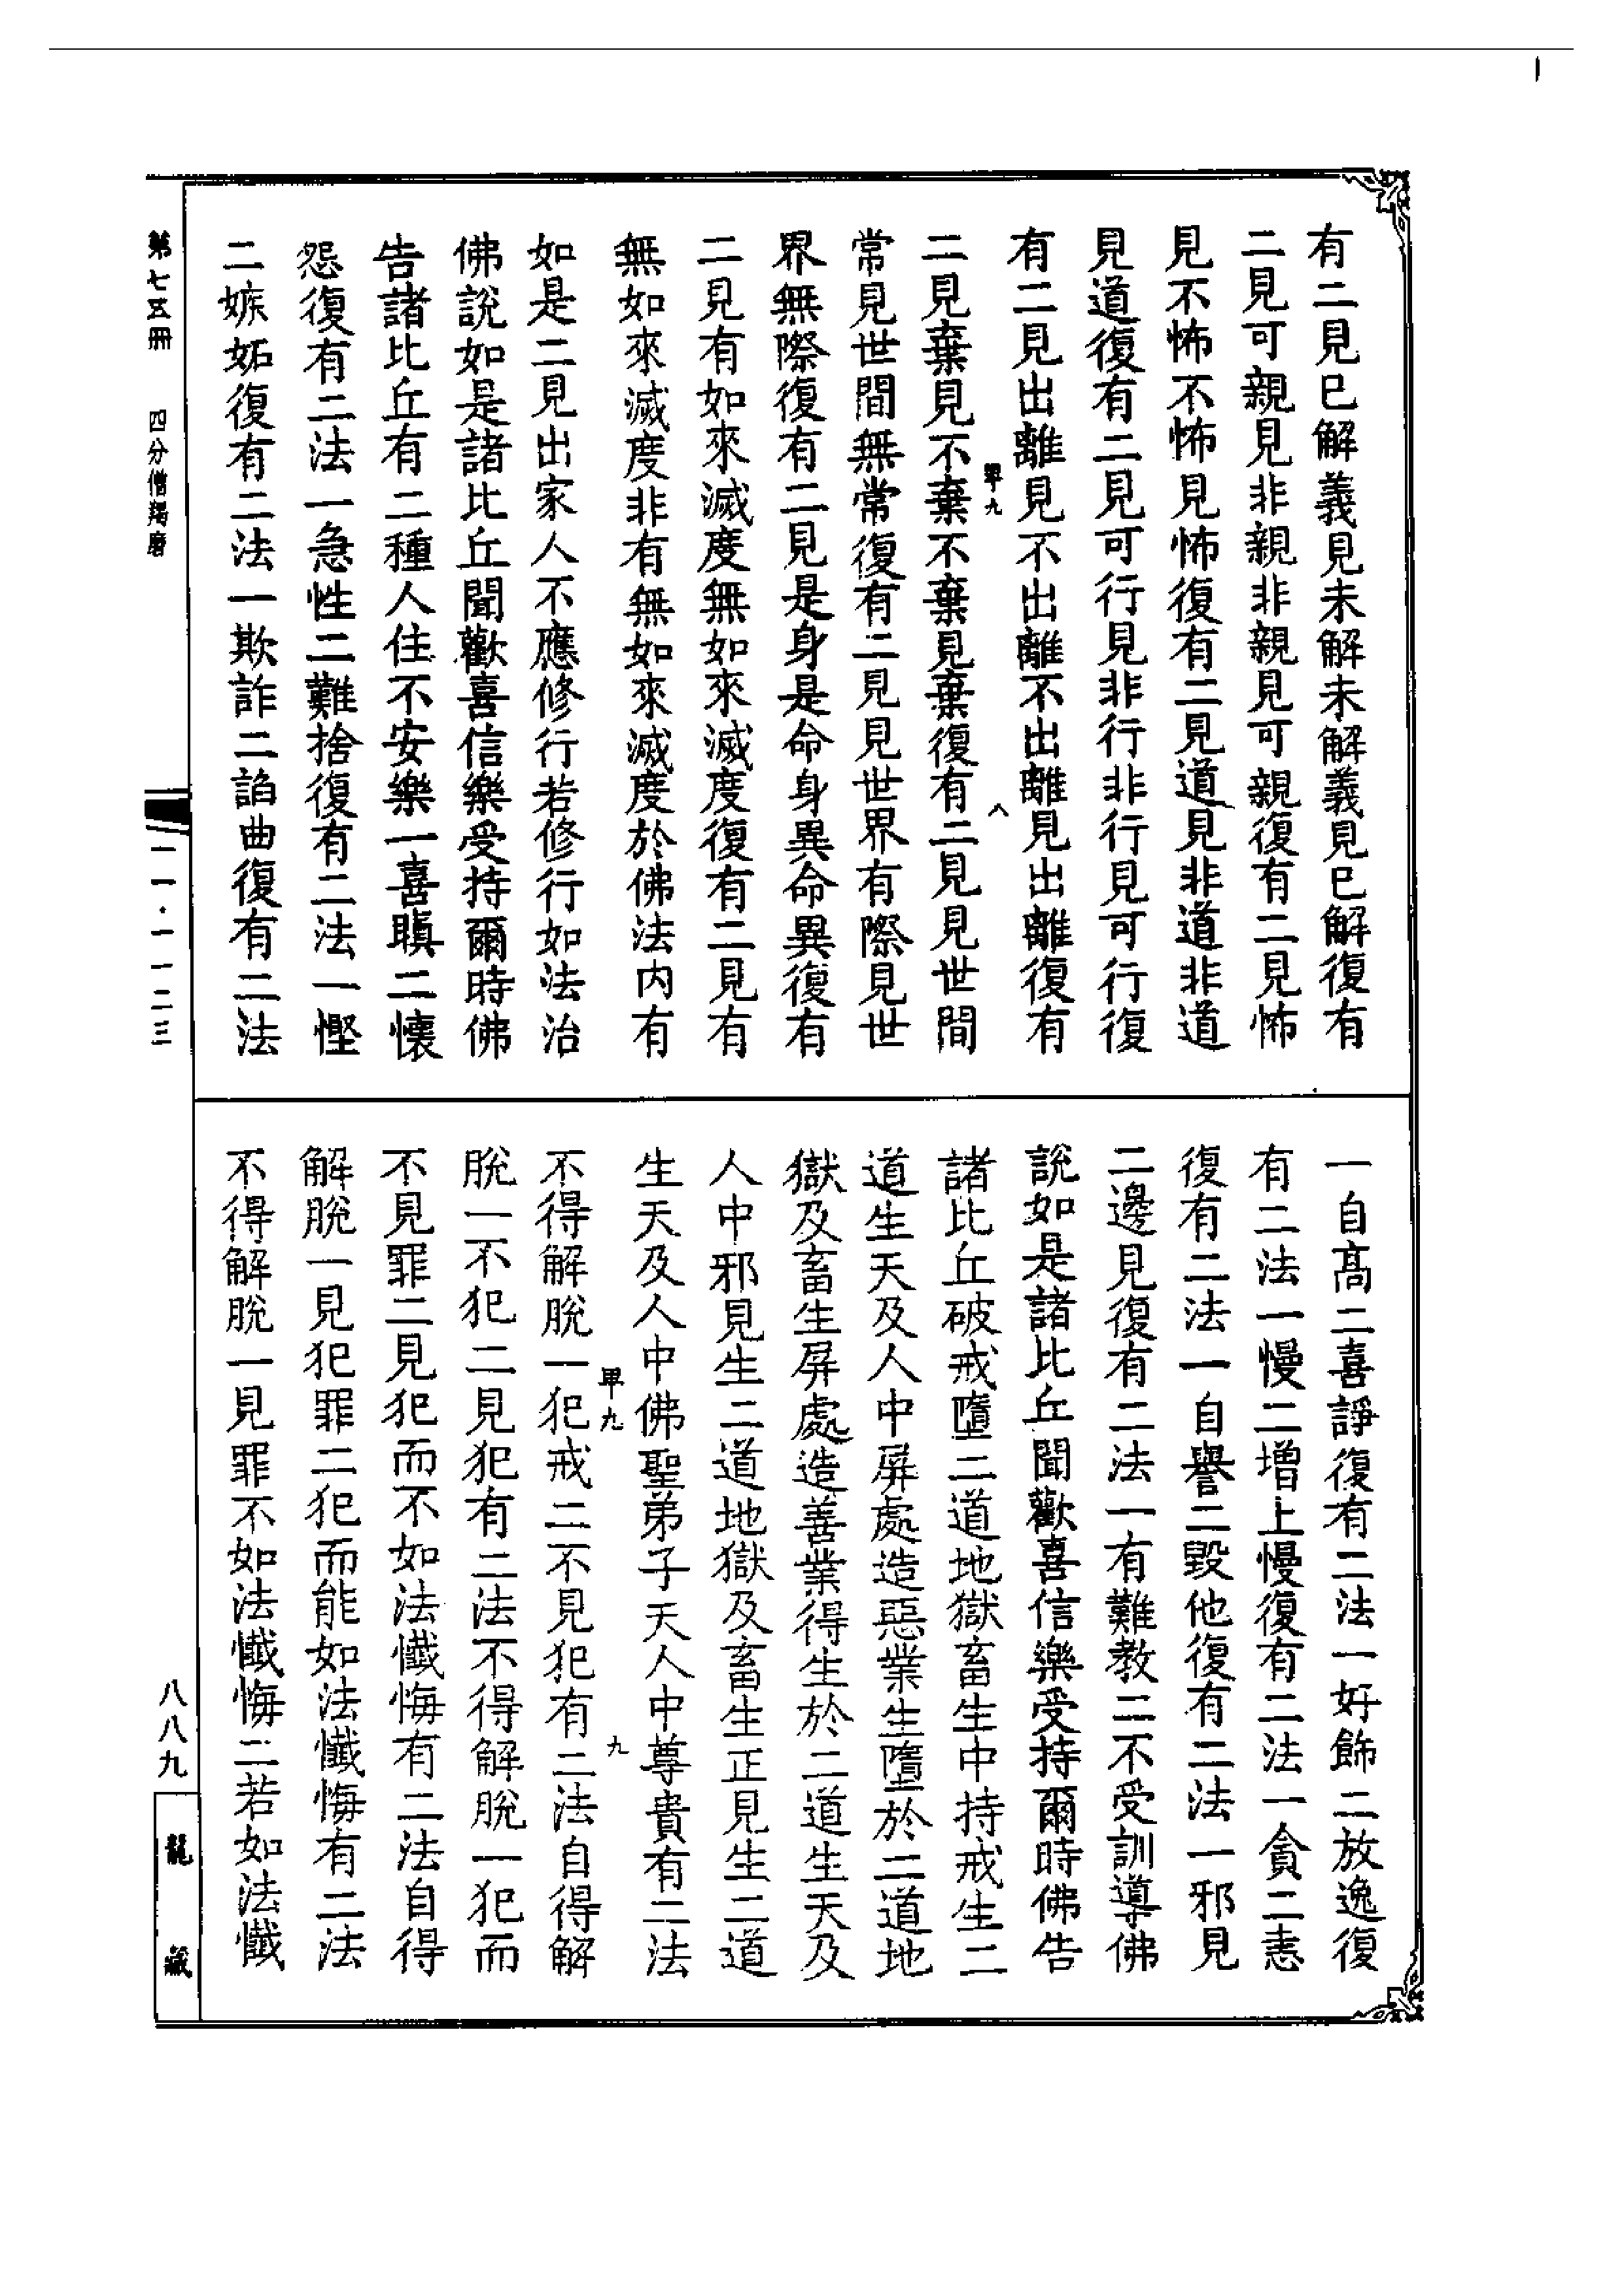 有二見已解義見未解未解義見已解復有
二見可親見非親非親見可親復有二見怖
見不怖不怖見怖復有二見道見非道非道
見道復有二見可行見非行非行見可行復
有二見出離見不出離不出離見出離復有
二見棄見不棄不棄見棄復有二見見世間
常見世間無常復有二見見世界有際見世
界無際復有二見是身是命身異命異復有
二見有如來滅度無如來滅度復有二見有
無如來滅度非有無如來滅度於佛法內有
如是二見出家人不應修行若修行如法治
佛說如是諸比丘聞歡喜信樂受持爾時佛
告諸比丘有二種人住不安樂一喜瞋二懷
怨復有二法一急性二難捨復有二法一慳
二嫉妬復有二法一欺詐二諂曲復有二法
一自高二喜諍復有二法一好飾二放逸復
有二法一慢二增上慢復有二法一貪二恚
復有二法一自譽二毀他復有二法一邪見
二邊見復有二法一有難教二不受訓導佛
說如是諸比丘聞歡喜信樂受持爾時佛告
諸比丘破戒墮二道地獄畜生中持戒生二
道生天及人中屏處造惡業生墮於二道地
獄及畜生屏處造善業得生於二道生天及
人中邪見生二道地獄及畜生正見生二道
生天及人中佛聖弟子天人中尊貴有二法
不得解脫一犯戒二不見犯有二法自得解
脫一不犯二見犯有二法不得解脫一犯而
不見罪二見犯而不如法懺悔有二法自得
解脫一見犯罪二犯而能如法懺悔有二法
不得解脫一見罪不如法懺悔二若如法懺
八
九
第七五冊 四分僧羯磨
一一·一一二三
八八九
龍藏